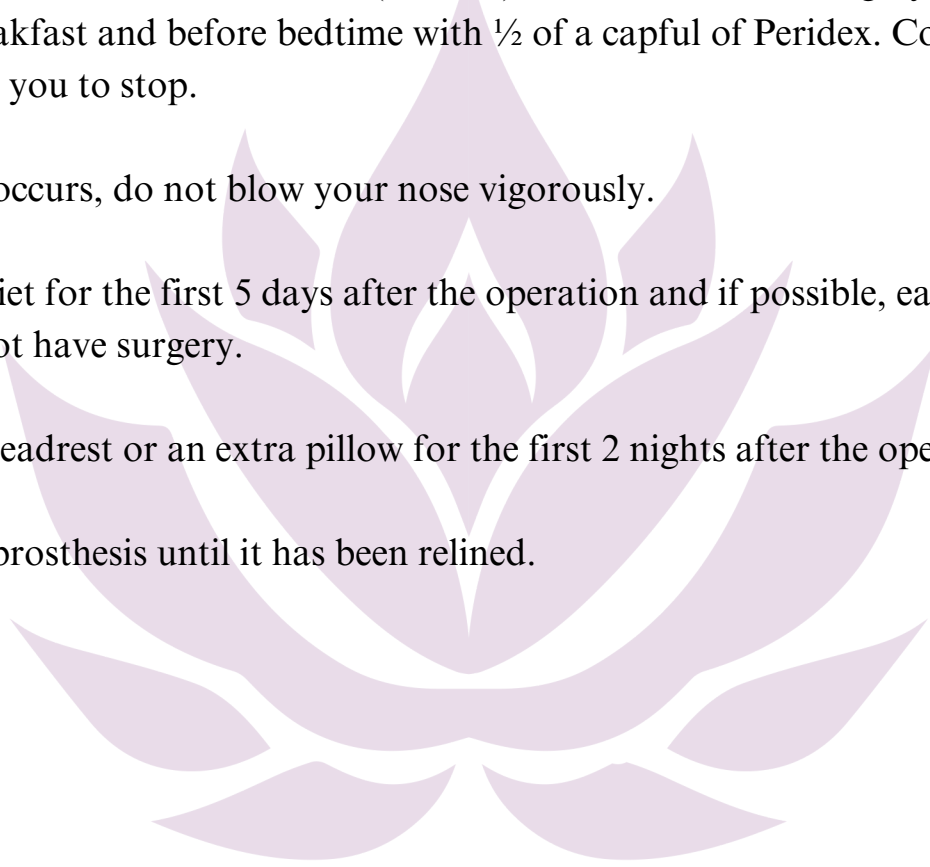 akfast and before bedtime with ½ of a capful of Peridex. Co
you to stop.
occurs, do not blow your nose vigorously.
iet for the first 5 days after the operation and if possible, ea
ot have surgery.
eadrest or an extra pillow for the first 2 nights after the ope
prosthesis until it has been relined.